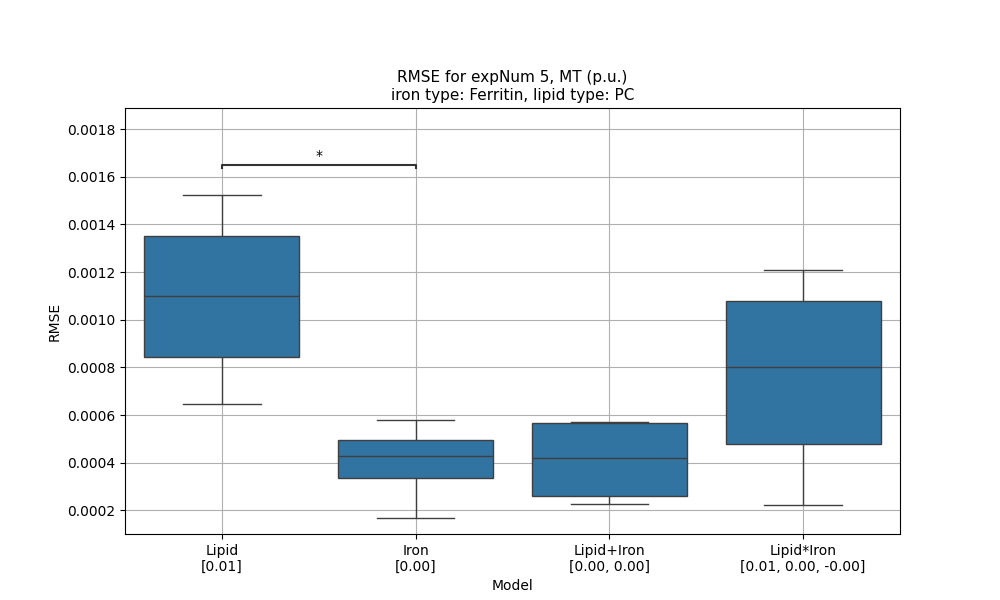 RMSE for expNum 5, MT (p.u.)
iron type: Ferritin, lipid type: PC
0.0018
0.0016
0.0014
0.0012
0.0010
0.0008
0.0006
0.0004
0.0002
RMSE
*
Lipid
[0.01]
Iron
[0.00]
Lipid+Iron
[0.00, 0.00]
Lipid*Iron
[0.01, 0.00, -0.00]
Model